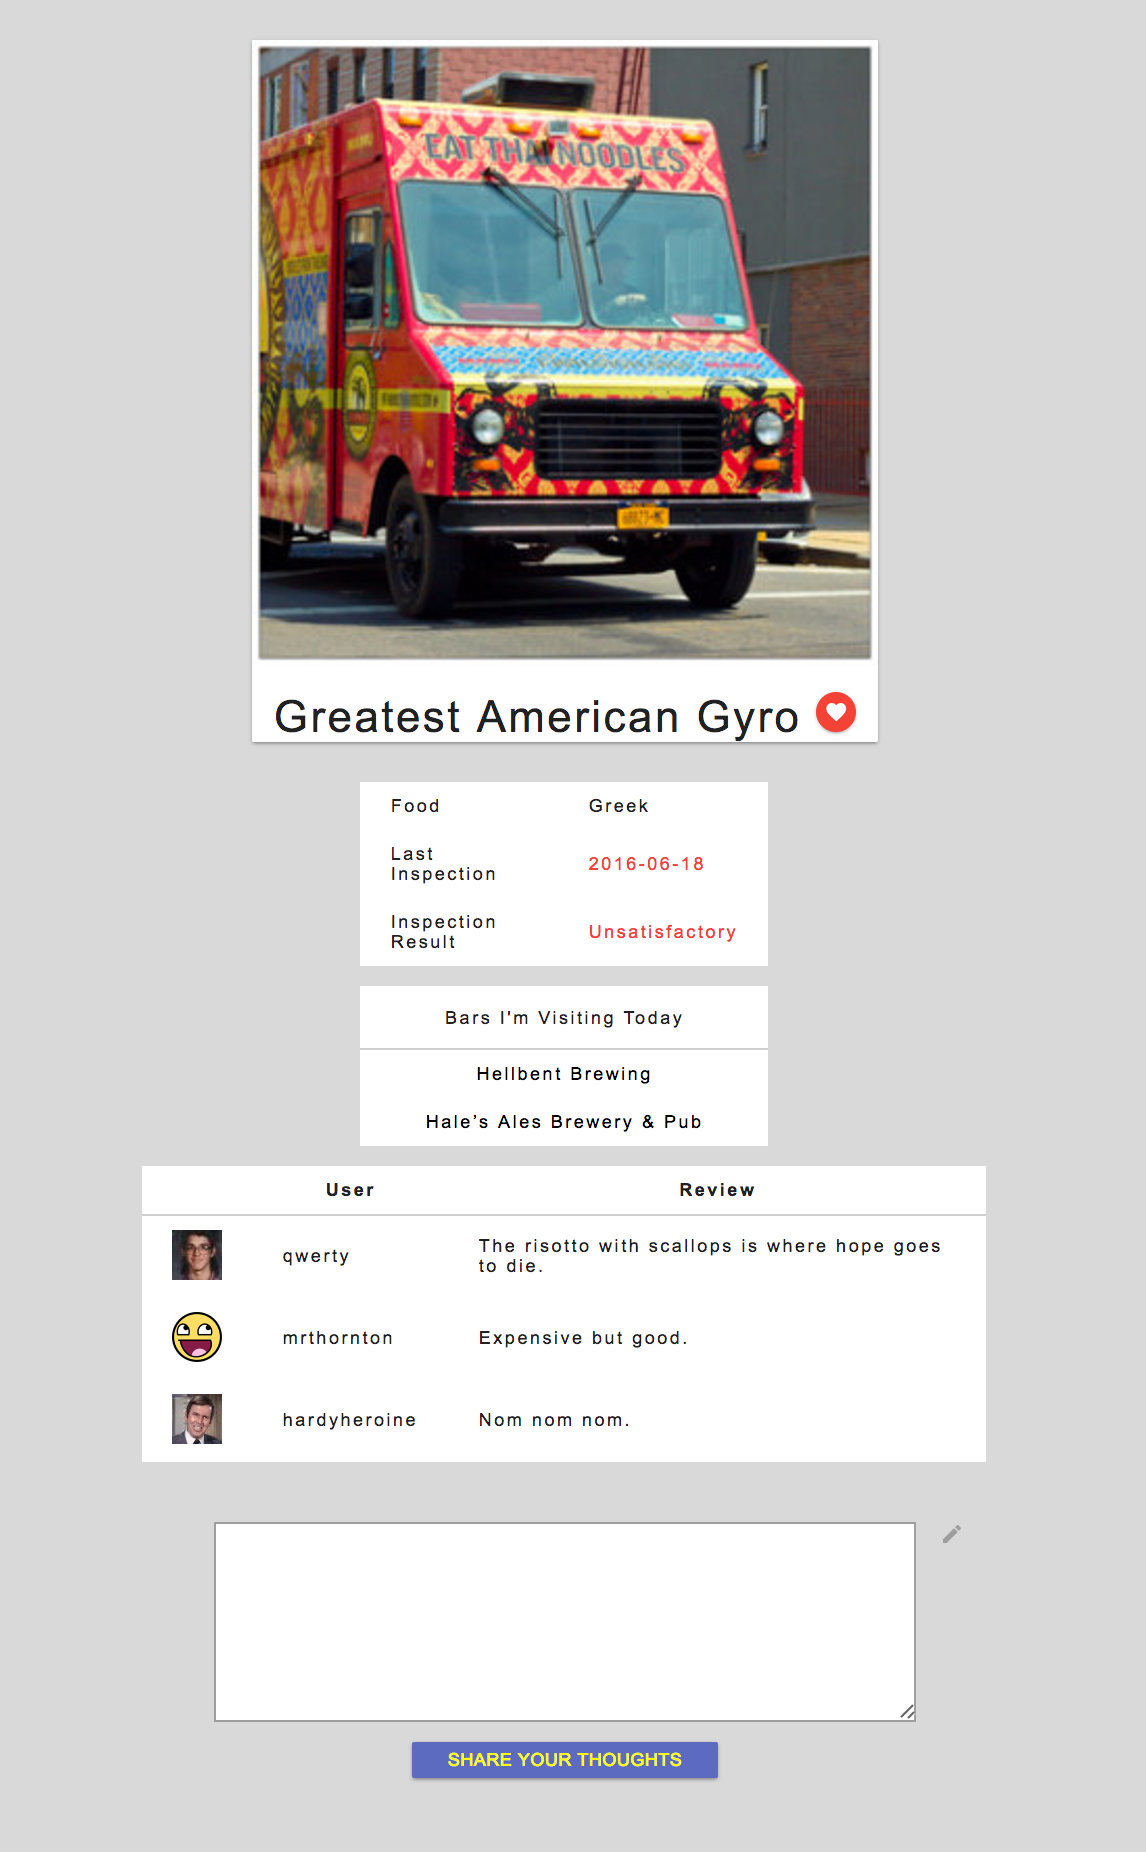 EAT THAI NOODLES
Greatest American Gyro
Food Greek
Last
Inspection
2016-06-18
Inspection
Result
Unsatisfactory
Bars I'm Visiting Today
Hellbent Brewing
Hale’s Ales Brewery & Pub
User Review
qwerty
The risotto with scallops is where hope goes
to die.
mrthornton
Expensive but good.
hardyheroine
Nom nom nom.
SHARE YOUR THOUGHTS